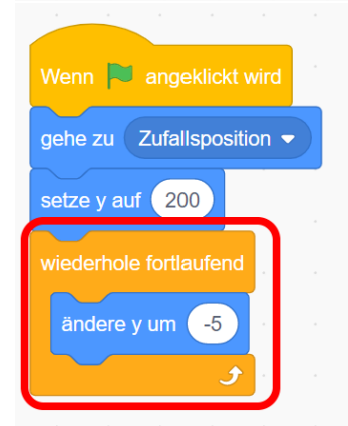 Wenn angeklickt wird
gehe zu Zufallsposition
setze y auf 200
wiederhole fortlaufend
ändere y um -5